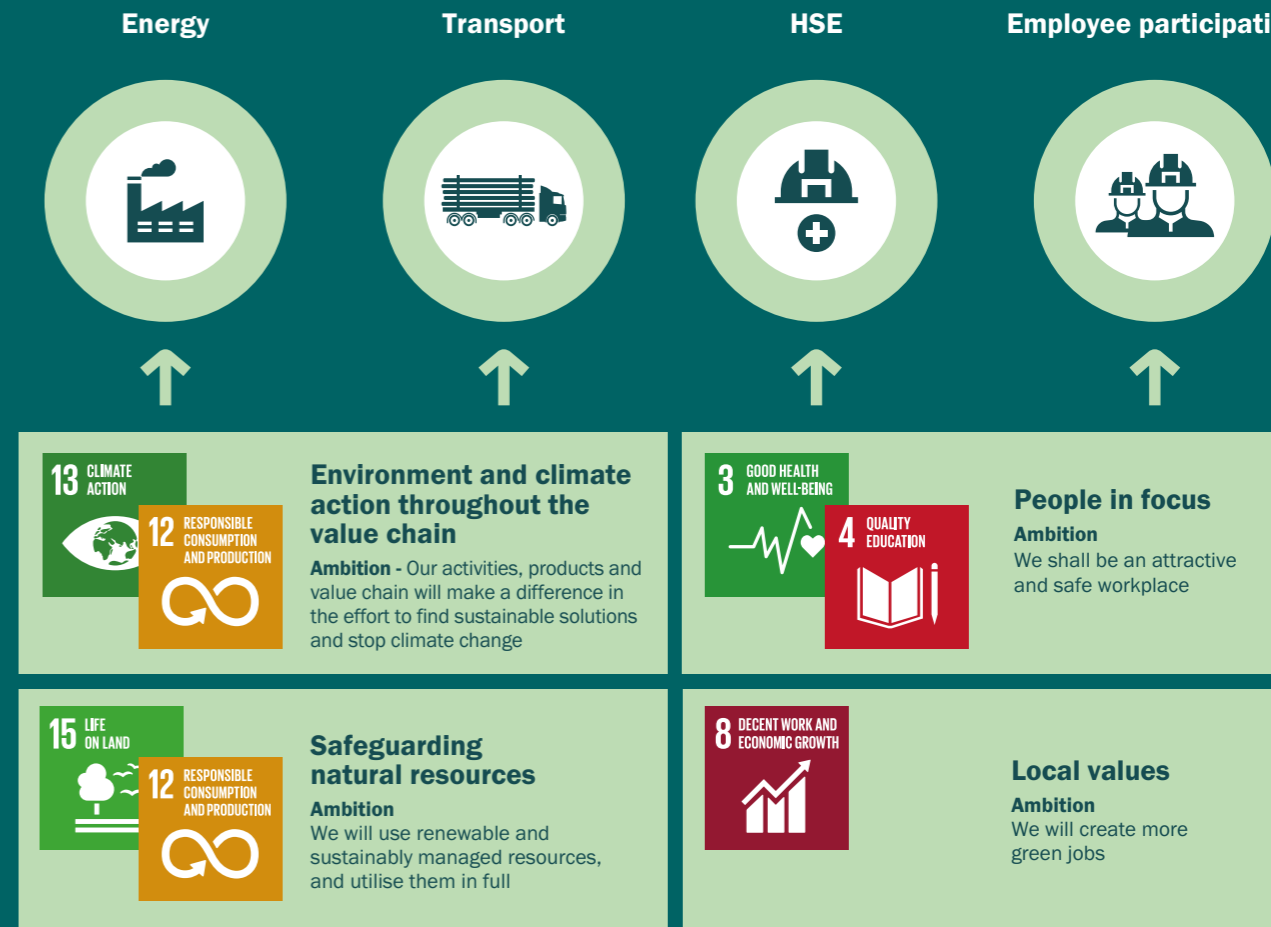 Energy
Transport
HSE
Employee participati
13 CLIMATE
ACTION
12 RESPONSIBLE
CONSUMPTION
AND PRODUCTION
Environment and climate
action throughout the
value chain
Ambition - Our activities, products and
value chain will make a difference in
the effort to find sustainable solutions
and stop climate change
3 GOOD HEALTH
AND WELL-BEING
4 QUALITY
EDUCATION
People in focus
Ambition
We shall be an attractive
and safe workplace
15 LIFE
ON LAND
12 RESPONSIBLE
CONSUMPTION
AND PRODUCTION
Safeguarding
natural resources
Ambition
We will use renewable and
sustainably managed resources,
and utilise them in full
8 DECENT WORK AND
ECONOMIC GROWTH
Local values
Ambition
We will create more
green jobs